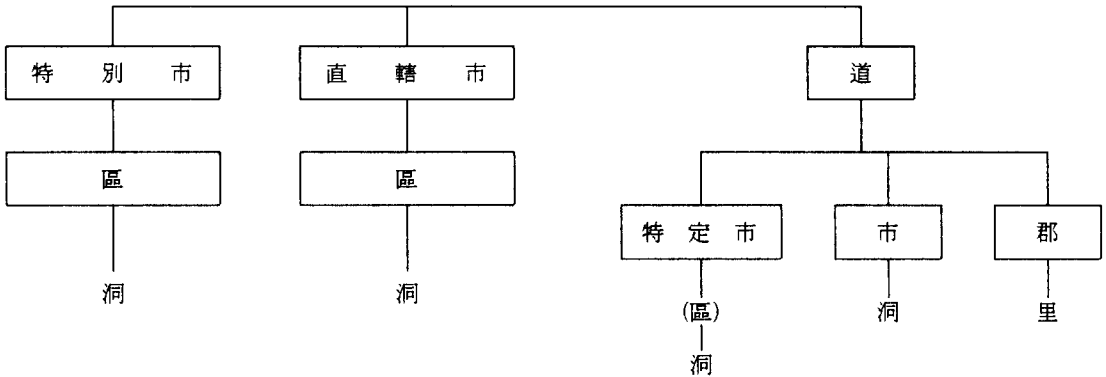 特別市 直轄市 道
區 區
特定市 市 郡
洞 洞 (區) 洞 里
洞